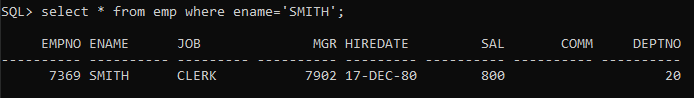 SQL> select * from emp where ename='SMITH';
     EMPNO ENAME      JOB              MGR HIREDATE         SAL       COMM     DEPTNO
---------- ---------- --------- ---------- --------- ---------- ---------- ----------
      7369 SMITH      CLERK           7902 17-DEC-80        800                    20